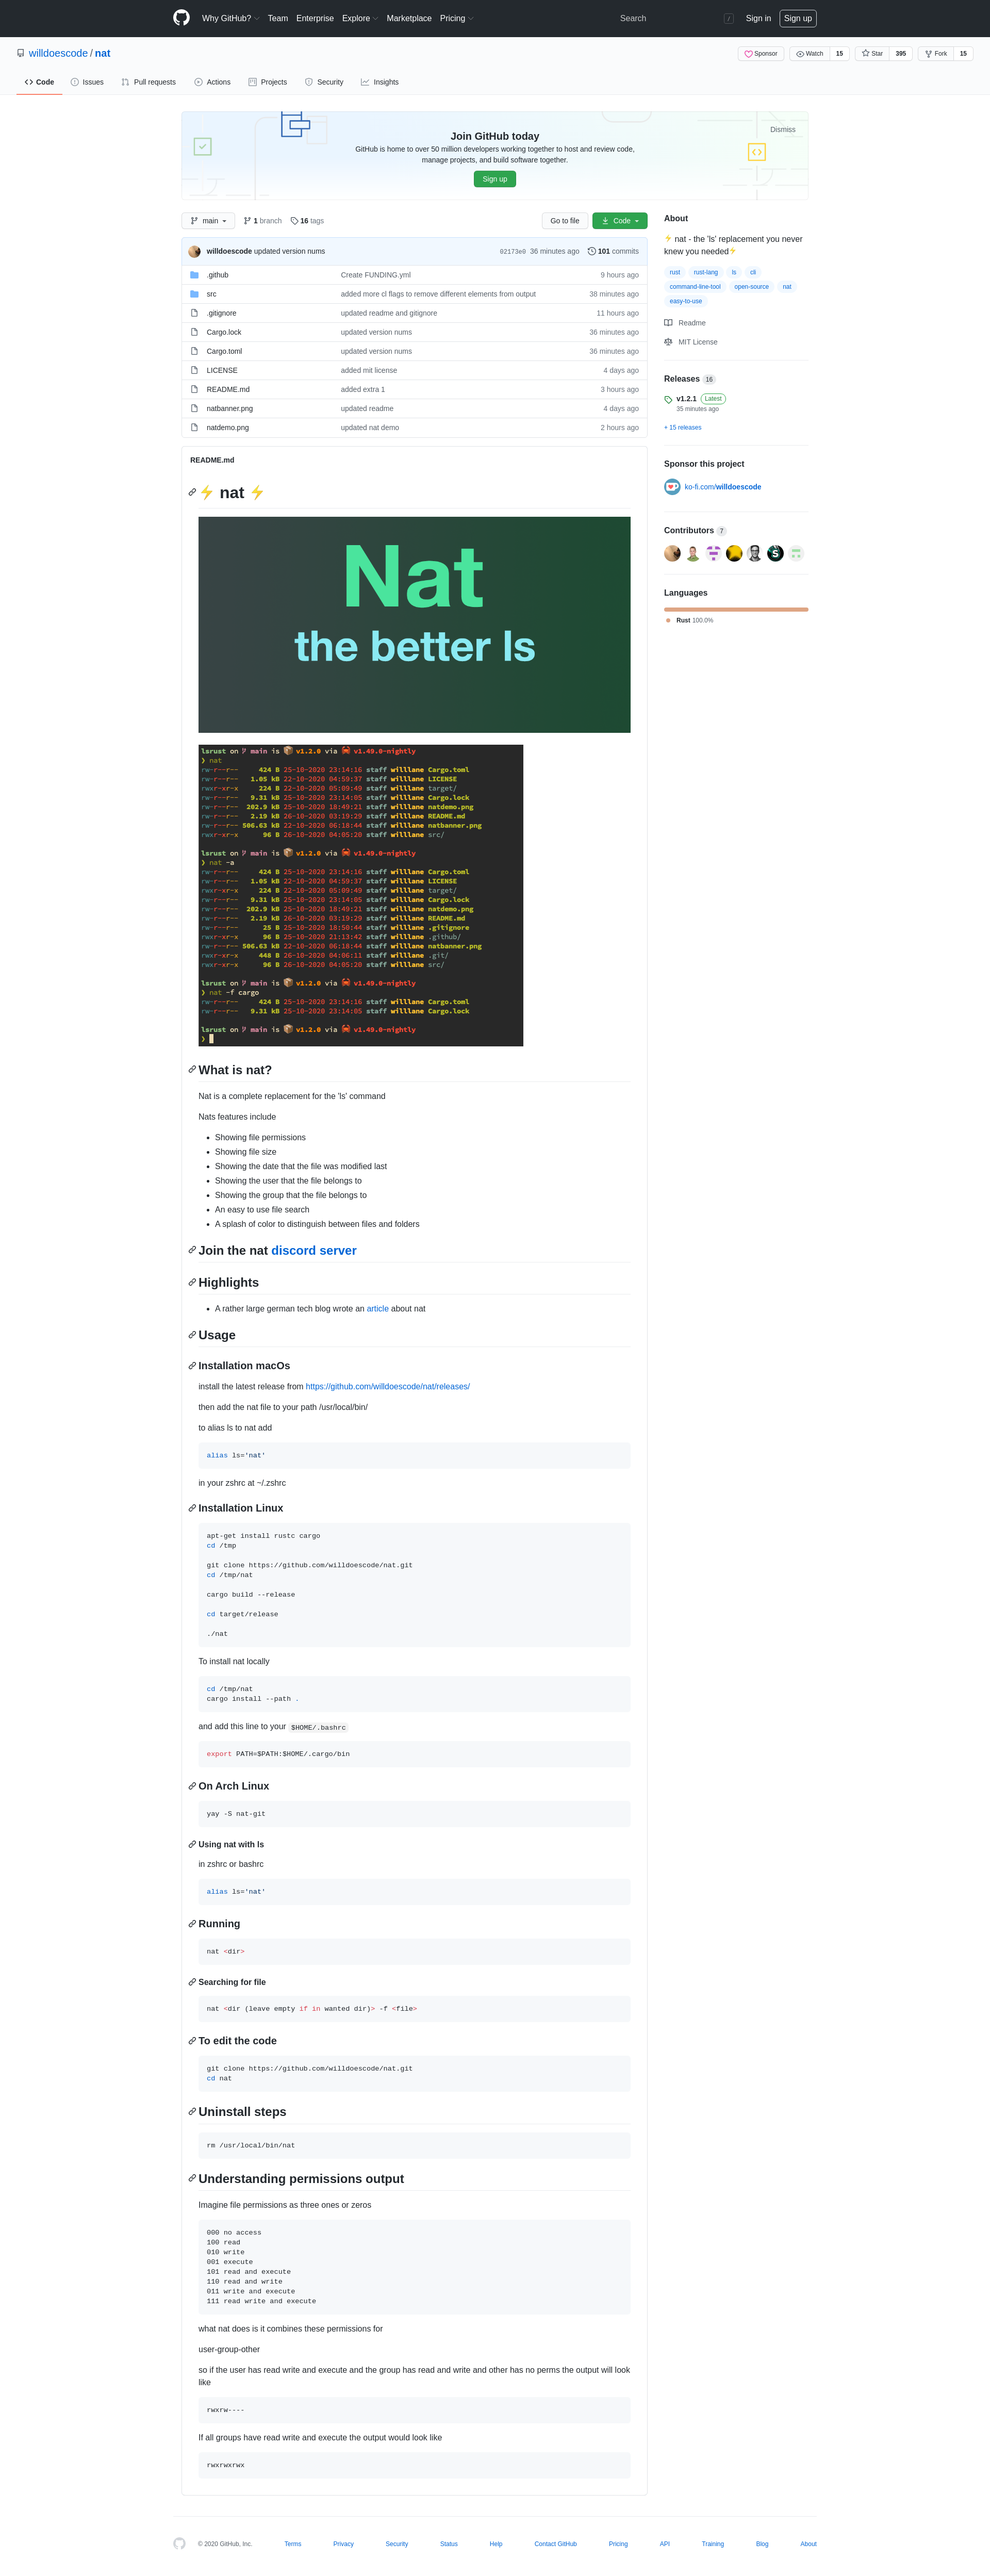 Why GitHub? Team Enterprise Explore Marketplace Pricing Search / Sign in Sign up
willdoescode / nat Sponsor Watch 15 Star 395 Fork 15
Code Issues Pull requests Actions Projects Security Insights
Join GitHub today
Dismiss
GitHub is home to over 50 million developers working together to host and review code,
manage projects, and build software together.
Sign up
main 1 branch 16 tags Go to file Code
willdoescode updated version nums 02173e0 36 minutes ago 101 commits
.github Create FUNDING.yml 9 hours ago
src added more cl flags to remove different elements from output 38 minutes ago
.gitignore updated readme and gitignore 11 hours ago
Cargo.lock updated version nums 36 minutes ago
Cargo.toml updated version nums 36 minutes ago
LICENSE added mit license 4 days ago
README.md added extra 1 3 hours ago
natbanner.png updated readme 4 days ago
natdemo.png updated nat demo 2 hours ago
About
nat - the 'ls' replacement you never
knew you needed
rust rust-lang ls cli
command-line-tool open-source nat
easy-to-use
Readme
MIT License
Releases 16
v1.2.1 Latest
35 minutes ago
+ 15 releases
Sponsor this project
ko-fi.com/willdoescode
Contributors 7
Languages
Rust 100.0%
README.md
nat
Nat
the better ls
lsrust on main is v1.2.0 via v1.49.0-nightly
❯ nat
rw-r--r-- 424 B 25-10-2020 23:14:16 staff willlane Cargo.toml
rw-r--r-- 1.05 kB 22-10-2020 04:59:37 staff willlane LICENSE
rwxr-xr-x 224 B 22-10-2020 05:09:49 staff willlane target/
rw-r--r-- 9.31 kB 25-10-2020 23:14:05 staff willlane Cargo.lock
rw-r--r-- 202.9 kB 25-10-2020 18:49:21 staff willlane natdemo.png
rw-r--r-- 2.19 kB 26-10-2020 03:19:29 staff willlane README.md
rw-r--r-- 506.63 kB 22-10-2020 06:18:44 staff willlane natbanner.png
rwxr-xr-x 96 B 26-10-2020 04:05:20 staff willlane src/
lsrust on main is v1.2.0 via v1.49.0-nightly
❯ nat -a
rw-r--r-- 424 B 25-10-2020 23:14:16 staff willlane Cargo.toml
rw-r--r-- 1.05 kB 22-10-2020 04:59:37 staff willlane LICENSE
rwxr-xr-x 224 B 22-10-2020 05:09:49 staff willlane target/
rw-r--r-- 9.31 kB 25-10-2020 23:14:05 staff willlane Cargo.lock
rw-r--r-- 202.9 kB 25-10-2020 18:49:21 staff willlane natdemo.png
rw-r--r-- 2.19 kB 26-10-2020 03:19:29 staff willlane README.md
rw-r--r-- 25 B 25-10-2020 18:50:44 staff willlane .gitignore
rwxr-xr-x 96 B 25-10-2020 21:13:42 staff willlane .github/
rw-r--r-- 506.63 kB 22-10-2020 06:18:44 staff willlane natbanner.png
rwxr-xr-x 448 B 26-10-2020 04:06:11 staff willlane .git/
rwxr-xr-x 96 B 26-10-2020 04:05:20 staff willlane src/
lsrust on main is v1.2.0 via v1.49.0-nightly
❯ nat -f cargo
rw-r--r-- 424 B 25-10-2020 23:14:16 staff willlane Cargo.toml
rw-r--r-- 9.31 kB 25-10-2020 23:14:05 staff willlane Cargo.lock
lsrust on main is v1.2.0 via v1.49.0-nightly
❯
What is nat?
Nat is a complete replacement for the 'ls' command
Nats features include
• Showing file permissions
• Showing file size
• Showing the date that the file was modified last
• Showing the user that the file belongs to
• Showing the group that the file belongs to
• An easy to use file search
• A splash of color to distinguish between files and folders
Join the nat discord server
Highlights
• A rather large german tech blog wrote an article about nat
Usage
Installation macOs
install the latest release from https://github.com/willdoescode/nat/releases/
then add the nat file to your path /usr/local/bin/
to alias ls to nat add
alias ls='nat'
in your zshrc at ~/.zshrc
Installation Linux
apt-get install rustc cargo
cd /tmp
git clone https://github.com/willdoescode/nat.git
cd /tmp/nat
cargo build --release
cd target/release
./nat
To install nat locally
cd /tmp/nat
cargo install --path .
and add this line to your $HOME/.bashrc
export PATH=$PATH:$HOME/.cargo/bin
On Arch Linux
yay -S nat-git
Using nat with ls
in zshrc or bashrc
alias ls='nat'
Running
nat <dir>
Searching for file
nat <dir (leave empty if in wanted dir)> -f <file>
To edit the code
git clone https://github.com/willdoescode/nat.git
cd nat
Uninstall steps
rm /usr/local/bin/nat
Understanding permissions output
Imagine file permissions as three ones or zeros
000 no access
100 read
010 write
001 execute
101 read and execute
110 read and write
011 write and execute
111 read write and execute
what nat does is it combines these permissions for
user-group-other
so if the user has read write and execute and the group has read and write and other has no perms the output will look
like
rwxrw----
If all groups have read write and execute the output would look like
rwxrwxrwx
© 2020 GitHub, Inc. Terms Privacy Security Status Help Contact GitHub Pricing API Training Blog About